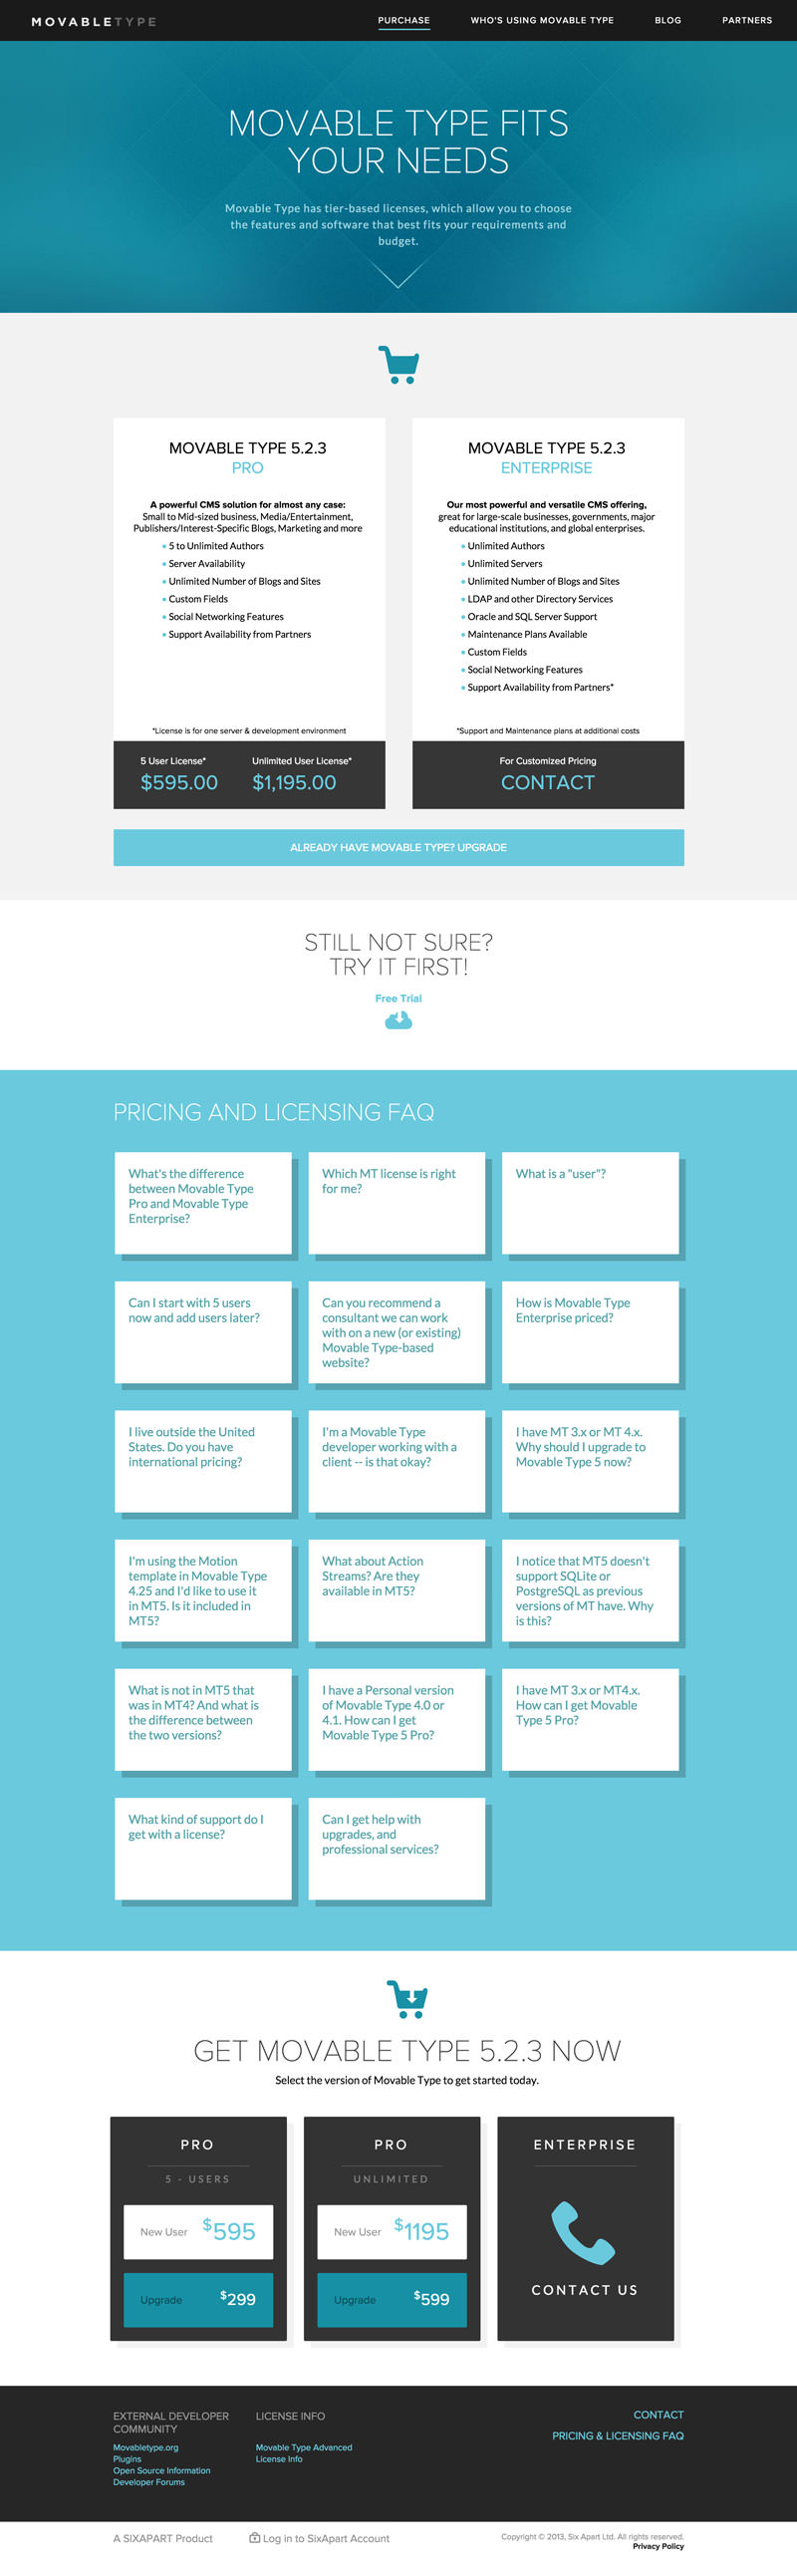 MOVABLETYPE
PURCHASE
WHO'S USING MOVABLE TYPE
BLOG
PARTNERS
MOVABLE TYPE FITS
YOUR NEEDS
Movable Type has tier-based licenses, which allow you to choose
the features and software that best fits your requirements and
budget.
MOVABLE TYPE 5.2.3
PRO
A powerful CMS solution for almost any case:
Small to Mid-sized business, Media/Entertainment,
Publishers/Interest-Specific Blogs, Marketing and more
5 to Unlimited Authors
Server Availability
Unlimited Number of Blogs and Sites
Custom Fields
Social Networking Features
Support Availability from Partners
*License is for one server & development environment
5 User License*
$595.00
Unlimited User License*
$1,195.00
MOVABLE TYPE 5.2.3
ENTERPRISE
Our most powerful and versatile CMS offering,
great for large-scale businesses, governments, major
educational institutions, and global enterprises.
Unlimited Authors
Unlimited Servers
Unlimited Number of Blogs and Sites
LDAP and other Directory Services
Oracle and SQL Server Support
Maintenance Plans Available
Custom Fields
Social Networking Features
Support Availability from Partners*
*Support and Maintenance plans at additional costs
For Customized Pricing
CONTACT
ALREADY HAVE MOVABLE TYPE? UPGRADE
STILL NOT SURE?
TRY IT FIRST!
Free Trial
PRICING AND LICENSING FAQ
What's the difference
between Movable Type
Pro and Movable Type
Enterprise?
Which MT license is right
for me?
What is a "user"?
Can I start with 5 users
now and add users later?
Can you recommend a
consultant we can work
with on a new (or existing)
Movable Type-based
website?
How is Movable Type
Enterprise priced?
I live outside the United
States. Do you have
international pricing?
I'm a Movable Type
developer working with a
client -- is that okay?
I have MT 3.x or MT 4.x.
Why should I upgrade to
Movable Type 5 now?
I'm using the Motion
template in Movable Type
4.25 and I'd like to use it
in MT5. Is it included in
MT5?
What about Action
Streams? Are they
available in MT5?
I notice that MT5 doesn't
support SQLite or
PostgreSQL as previous
versions of MT have. Why
is this?
What is not in MT5 that
was in MT4? And what is
the difference between
the two versions?
I have a Personal version
of Movable Type 4.0 or
4.1. How can I get
Movable Type 5 Pro?
I have MT 3.x or MT4.x.
How can I get Movable
Type 5 Pro?
What kind of support do I
get with a license?
Can I get help with
upgrades, and
professional services?
GET MOVABLE TYPE 5.2.3 NOW
Select the version of Movable Type to get started today.
PRO
5 - USERS
New User $595
Upgrade $299
PRO
UNLIMITED
New User $1195
Upgrade $599
ENTERPRISE
CONTACT US
EXTERNAL DEVELOPER
COMMUNITY
Movabletype.org
Plugins
Open Source Information
Developer Forums
LICENSE INFO
Movable Type Advanced
License Info
CONTACT
PRICING & LICENSING FAQ
A SIXAPART Product
Log in to SixApart Account
Copyright © 2013, Six Apart Ltd. All rights reserved.
Privacy Policy